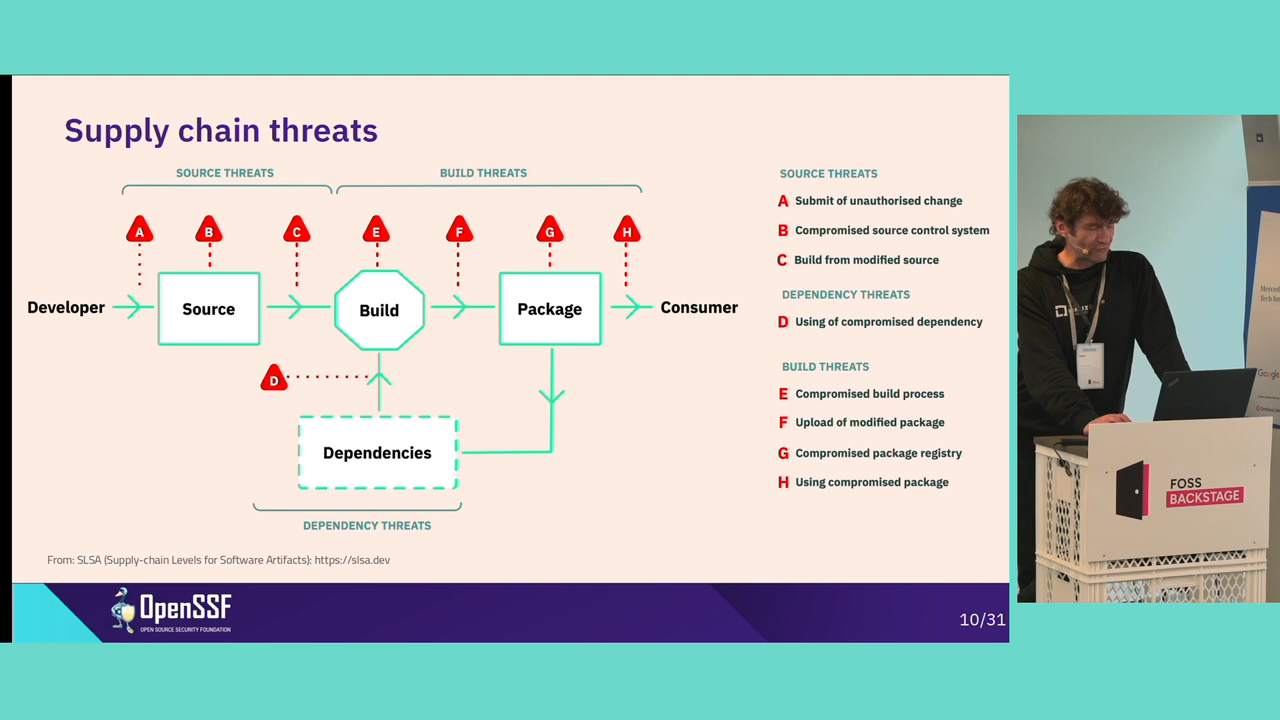 Supply chain threats
SOURCE THREATS
BUILD THREATS
A
B
C
E
F
G
H
Developer
Source
Build
Package
Consumer
D
Dependencies
DEPENDENCY THREATS
From: SLSA (Supply-chain Levels for Software Artifacts): https://slsa.dev
SOURCE THREATS
A Submit of unauthorised change
B Compromised source control system
C Build from modified source
DEPENDENCY THREATS
D Using of compromised dependency
BUILD THREATS
E Compromised build process
F Upload of modified package
G Compromised package registry
H Using compromised package
OpenSSF
OPEN SOURCE SECURITY FOUNDATION
10/31
FOSS
BACKSTAGE